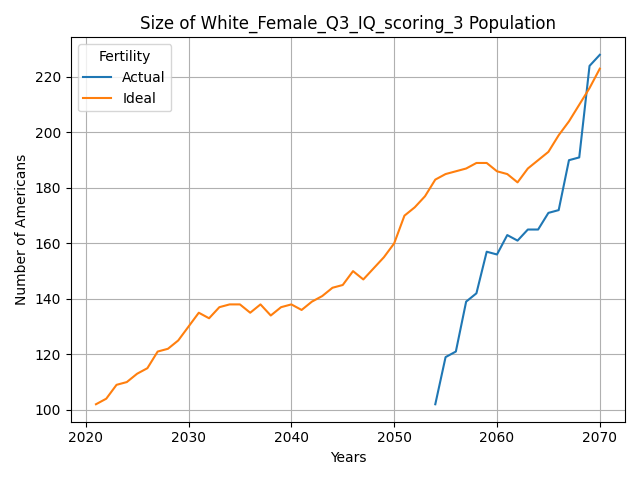 Size of White_Female_Q3_IQ_scoring_3 Population
Fertility
Actual
Ideal
Number of Americans
220
200
180
160
140
120
100
2020
2030
2040
2050
2060
2070
Years